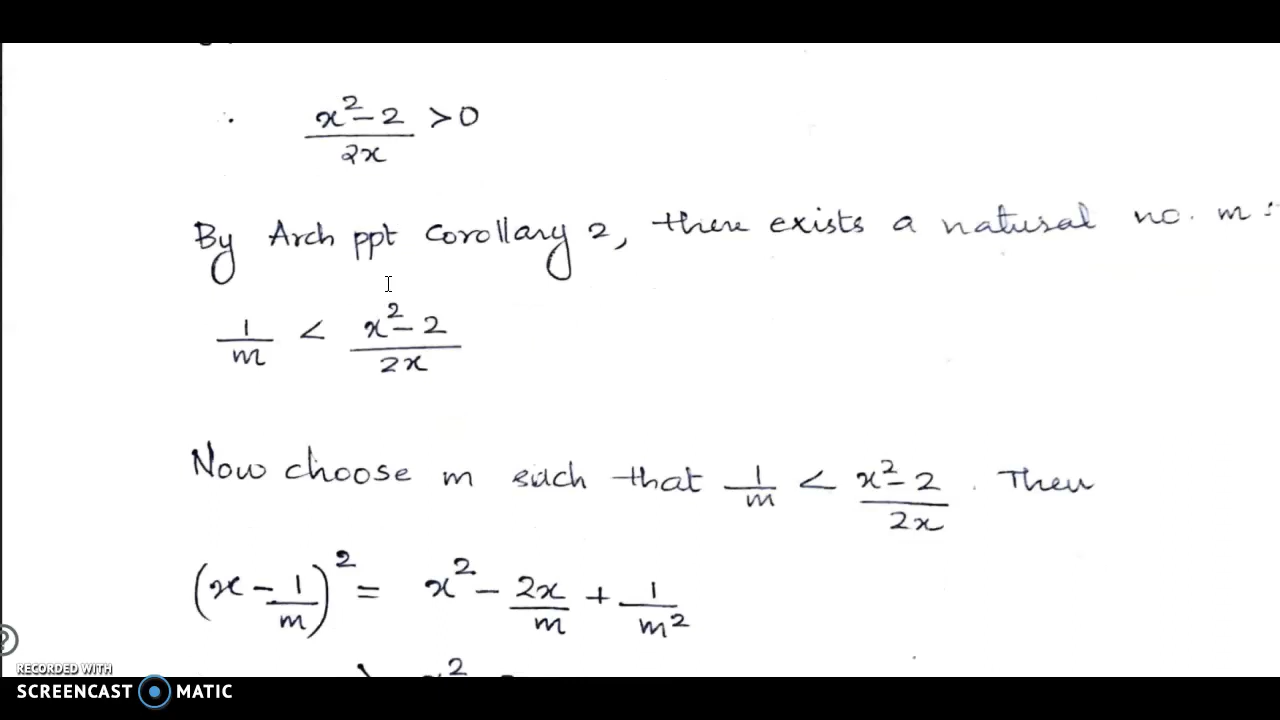 ∴ (x²-2)/2x > 0
By Arch ppt corollary 2, there exists a natural no. m
1/m < (x²-2)/2x
Now choose m such that 1/m < (x²-2)/2x . Then
(x - 1/m)² = x² - 2x/m + 1/m²
RECORDED WITH
SCREENCAST MATIC